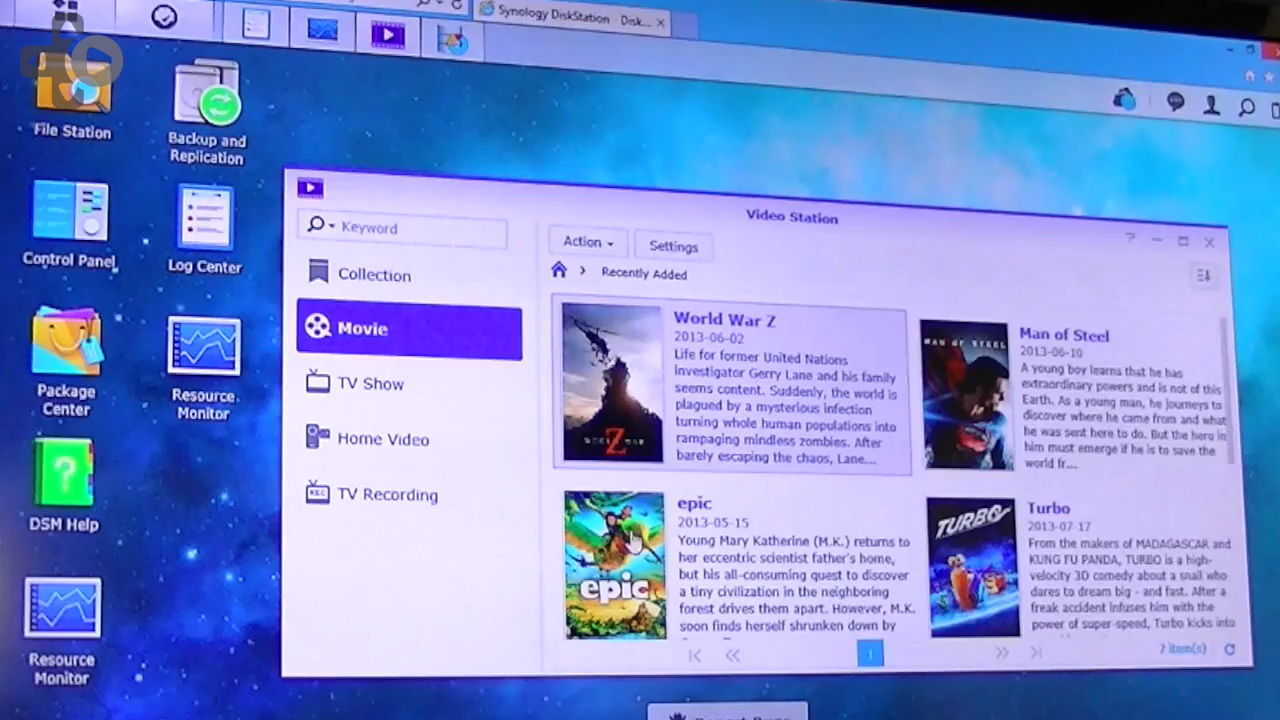 Synology DiskStation - Disk...
File Station
Backup and
Replication
Control Panel
Log Center
Package
Center
Resource
Monitor
DSM Help
Resource
Monitor
Video Station
Keyword
Action
Settings
Recently Added
Collection
Movie
TV Show
Home Video
REC
TV Recording
World War Z
2013-06-02
Life for former United Nations
investigator Gerry Lane and his family
seems content. Suddenly, the world is
plagued by a mysterious infection
turning whole human populations into
rampaging mindless zombies. After
barely escaping the chaos, Lane...
MAN OF STEEL
Man of Steel
2013-06-10
A young boy learns that he has
extraordinary powers and is not of this
Earth. As a young man, he journeys to
discover where he came from and what
he was sent here to do. But the hero in
him must emerge if he is to save the
world fr...
epic
epic
2013-05-15
Young Mary Katherine (M.K.) returns to
her eccentric scientist father's home,
but his all-consuming quest to discover
a tiny civilization in the neighboring
forest drives them apart. However, M.K.
soon finds herself shrunken down by
TURBO
Turbo
2013-07-17
From the makers of MADAGASCAR and
KUNG FU PANDA, TURBO is a high-
velocity 3D comedy about a snail who
dares to dream big - and fast. After a
freak accident infuses him with the
power of super-speed, Turbo kicks into
1
7 item(s)